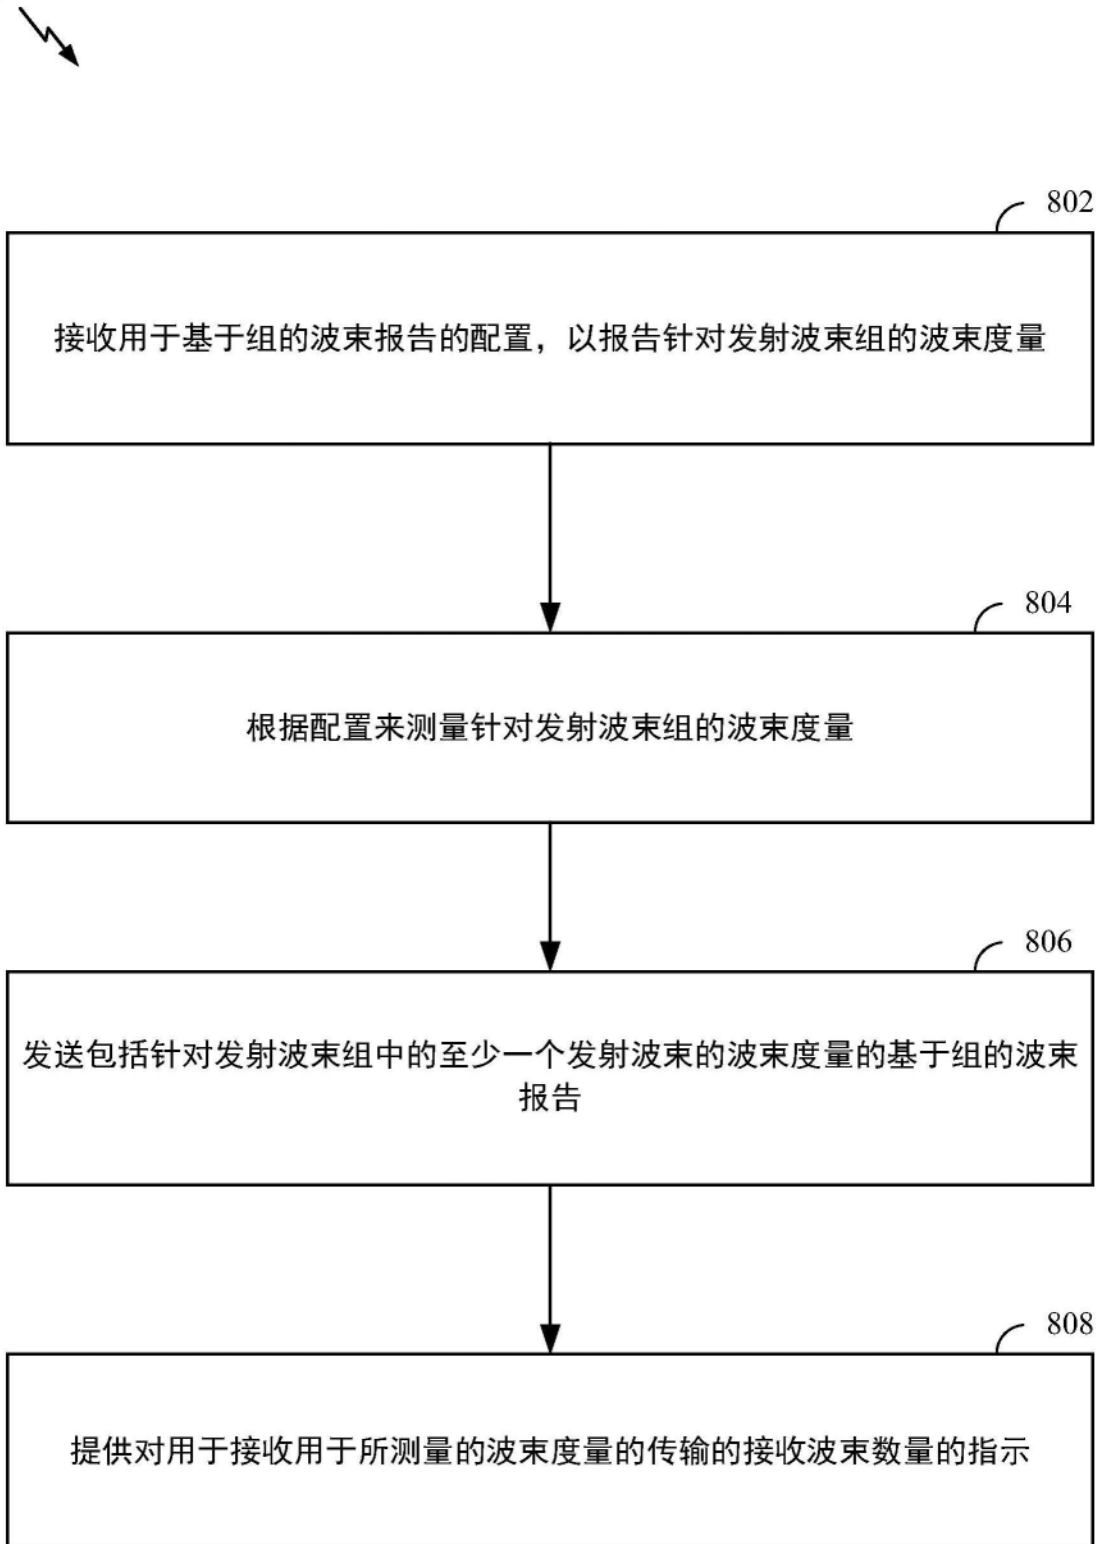 802
接收用于基于组的波束报告的配置，以报告针对发射波束组的波束度量
804
根据配置来测量针对发射波束组的波束度量
806
发送包括针对发射波束组中的至少一个发射波束的波束度量的基于组的波束
报告
808
提供对用于接收用于所测量的波束度量的传输的接收波束数量的指示